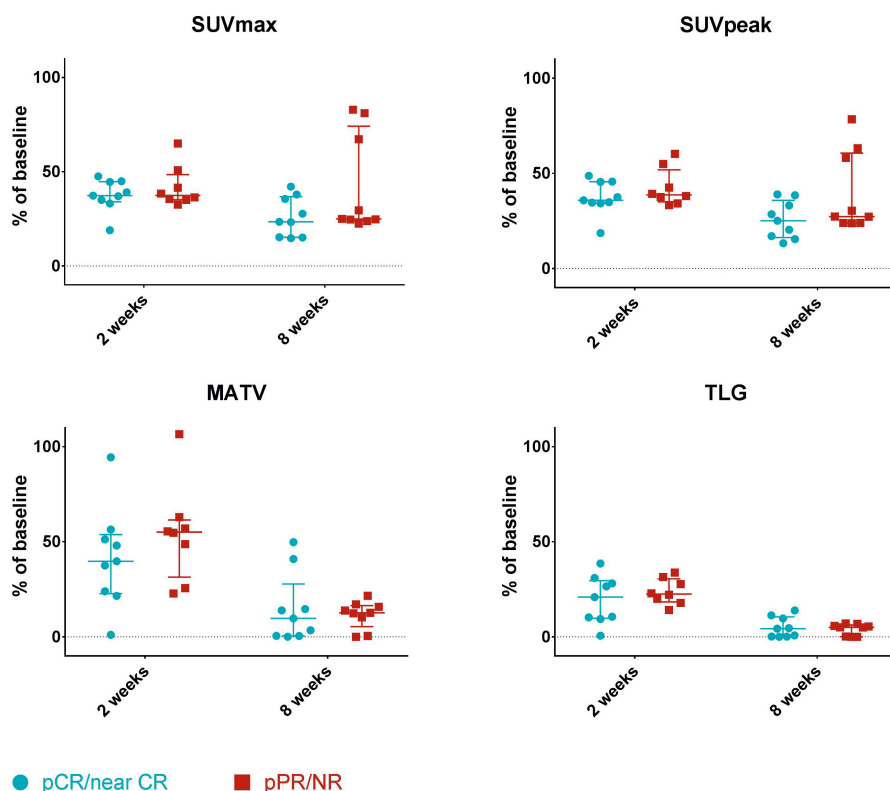 SUVmax
% of baseline
100
50
0
2 weeks
8 weeks
SUVpeak
% of baseline
100
50
0
2 weeks
8 weeks
MATV
% of baseline
100
50
0
2 weeks
8 weeks
TLG
% of baseline
100
50
0
2 weeks
8 weeks
pCR/near CR
pPR/NR